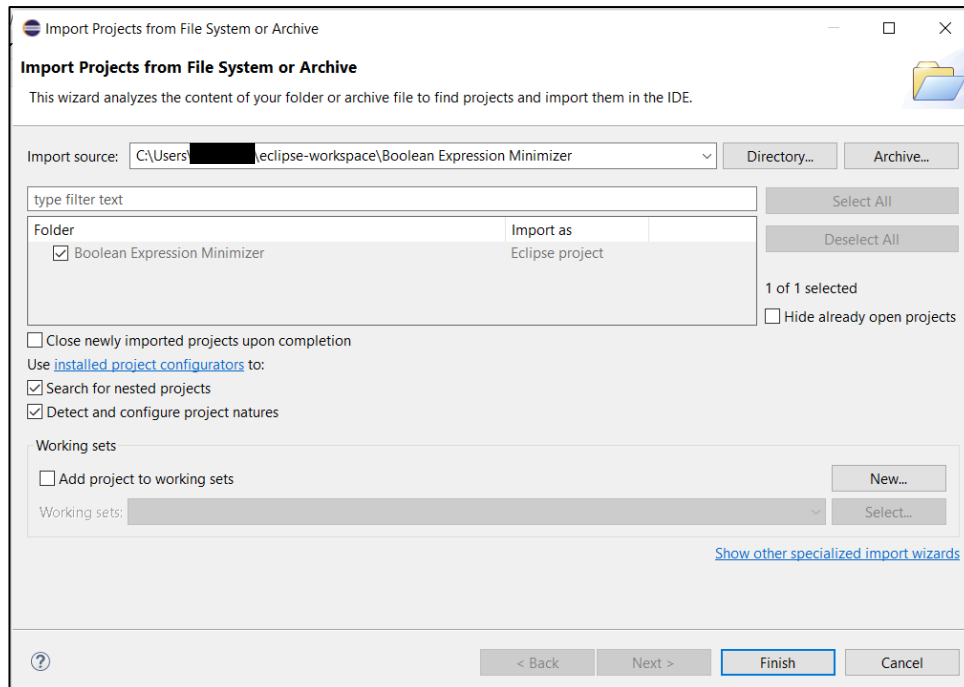 Import Projects from File System or Archive
Import Projects from File System or Archive
This wizard analyzes the content of your folder or archive file to find projects and import them in the IDE.
Import source: C:\Users\ \eclipse-workspace\Boolean Expression Minimizer Directory... Archive...
type filter text Select All
Folder Import as
Deselect All
Boolean Expression Minimizer Eclipse project
1 of 1 selected
Hide already open projects
Close newly imported projects upon completion
Use installed project configurators to:
Search for nested projects
Detect and configure project natures
Working sets
Add project to working sets New...
Working sets: Select...
Show other specialized import wizards
? < Back Next > Finish Cancel